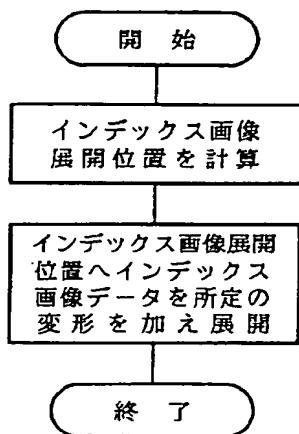 開始
インデックス画像
展開位置を計算
インデックス画像展開
位置へインデックス
画像データを所定の
変形を加え展開
終了